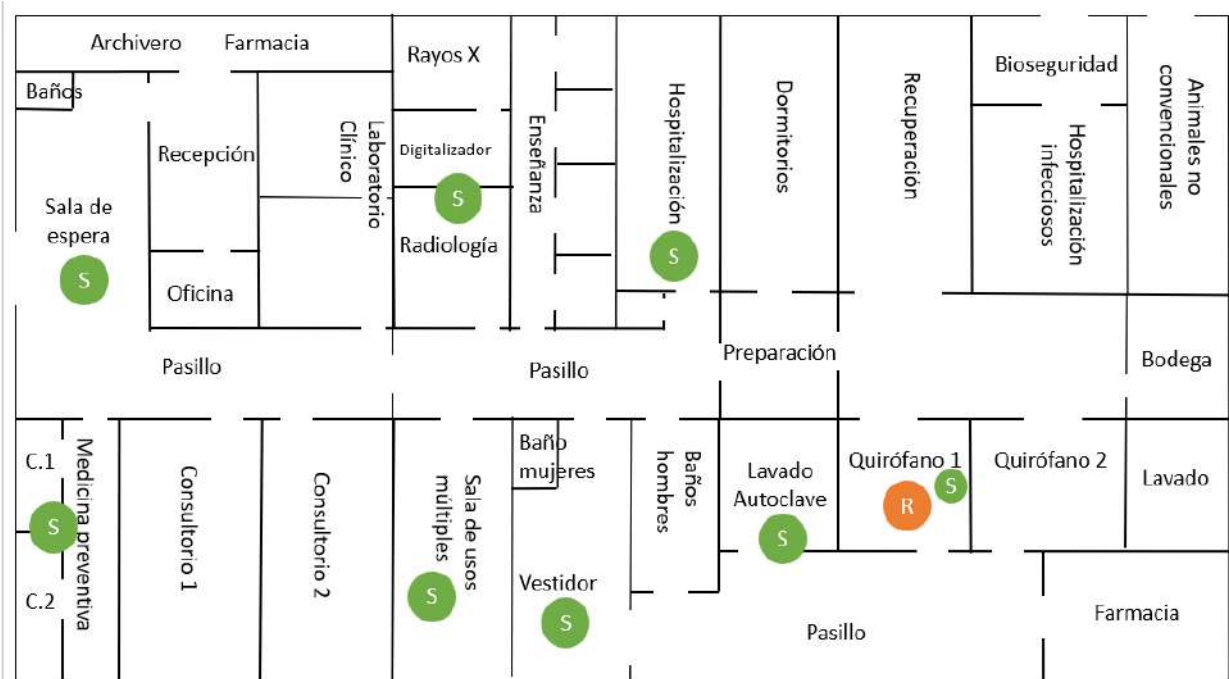 Archivero
Farmacia
Rayos X
Bioseguridad
Baños
Recepción
Laboratorio
Clínico
Digitalizador
Enseñanza
Hospitalización
Dormitorios
Recuperación
Hospitalización
infecciosos
Animales no
convencionales
Sala de
espera
S
Oficina
S
Radiología
S
Pasillo
Pasillo
Preparación
Bodega
C.1
Medicina preventiva
S
C.2
Consultorio 1
Consultorio 2
Sala de usos
múltiples
S
Baño
mujeres
Vestidor
S
Baños
hombres
Lavado
Autoclave
S
Quirófano 1
S
R
Quirófano 2
Lavado
Pasillo
Farmacia